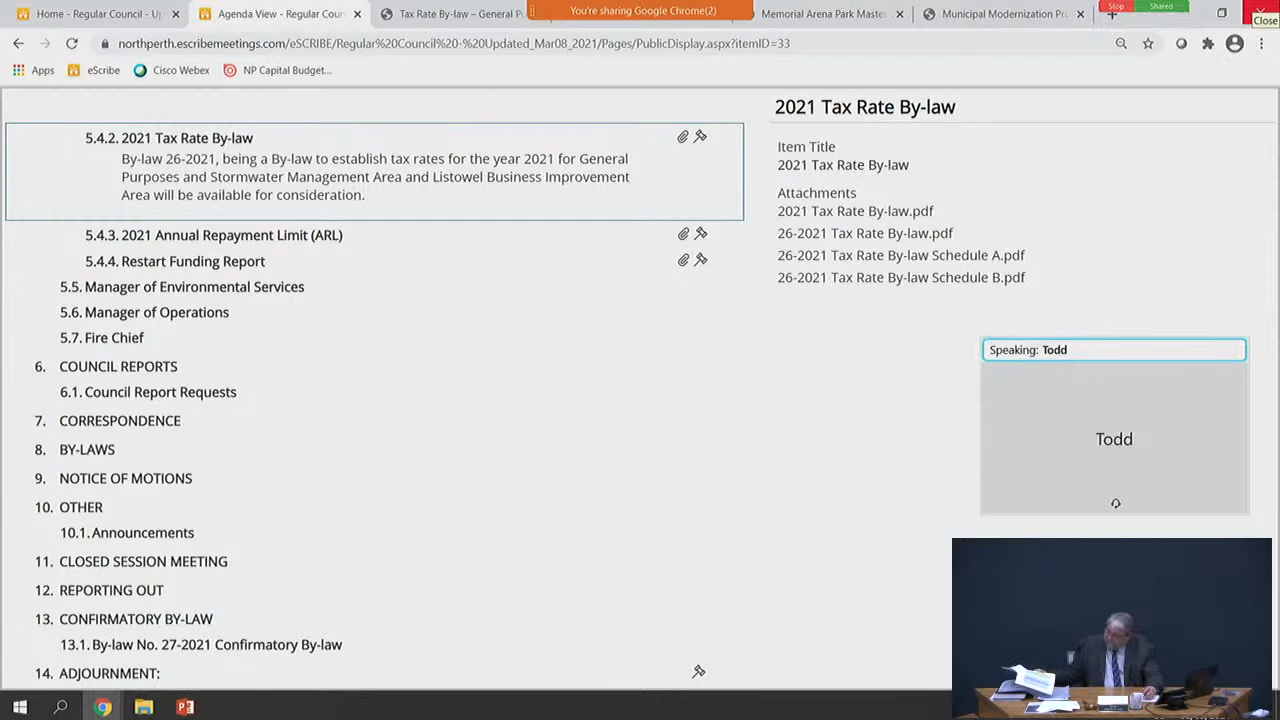 Home - Regular Council - Up
Agenda View - Regular Coun
Tax Rate By-law – General Pu
You're sharing Google Chrome(2)
Memorial Arena Park Maste
Municipal Modernization Pro
Stop
Shared
Close
northperth.escribemeetings.com/eSCRIBE/Regular%20Council%20-%20Updated_Mar08_2021/Pages/PublicDisplay.aspx?itemID=33
Apps
eScribe
Cisco Webex
NP Capital Budget...
5.4.2. 2021 Tax Rate By-law
By-law 26-2021, being a By-law to establish tax rates for the year 2021 for General
Purposes and Stormwater Management Area and Listowel Business Improvement
Area will be available for consideration.
5.4.3. 2021 Annual Repayment Limit (ARL)
5.4.4. Restart Funding Report
5.5. Manager of Environmental Services
5.6. Manager of Operations
5.7. Fire Chief
6. COUNCIL REPORTS
6.1. Council Report Requests
7. CORRESPONDENCE
8. BY-LAWS
9. NOTICE OF MOTIONS
10. OTHER
10.1. Announcements
11. CLOSED SESSION MEETING
12. REPORTING OUT
13. CONFIRMATORY BY-LAW
13.1. By-law No. 27-2021 Confirmatory By-law
14. ADJOURNMENT:
2021 Tax Rate By-law
Item Title
2021 Tax Rate By-law
Attachments
2021 Tax Rate By-law.pdf
26-2021 Tax Rate By-law.pdf
26-2021 Tax Rate By-law Schedule A.pdf
26-2021 Tax Rate By-law Schedule B.pdf
Speaking: Todd
Todd